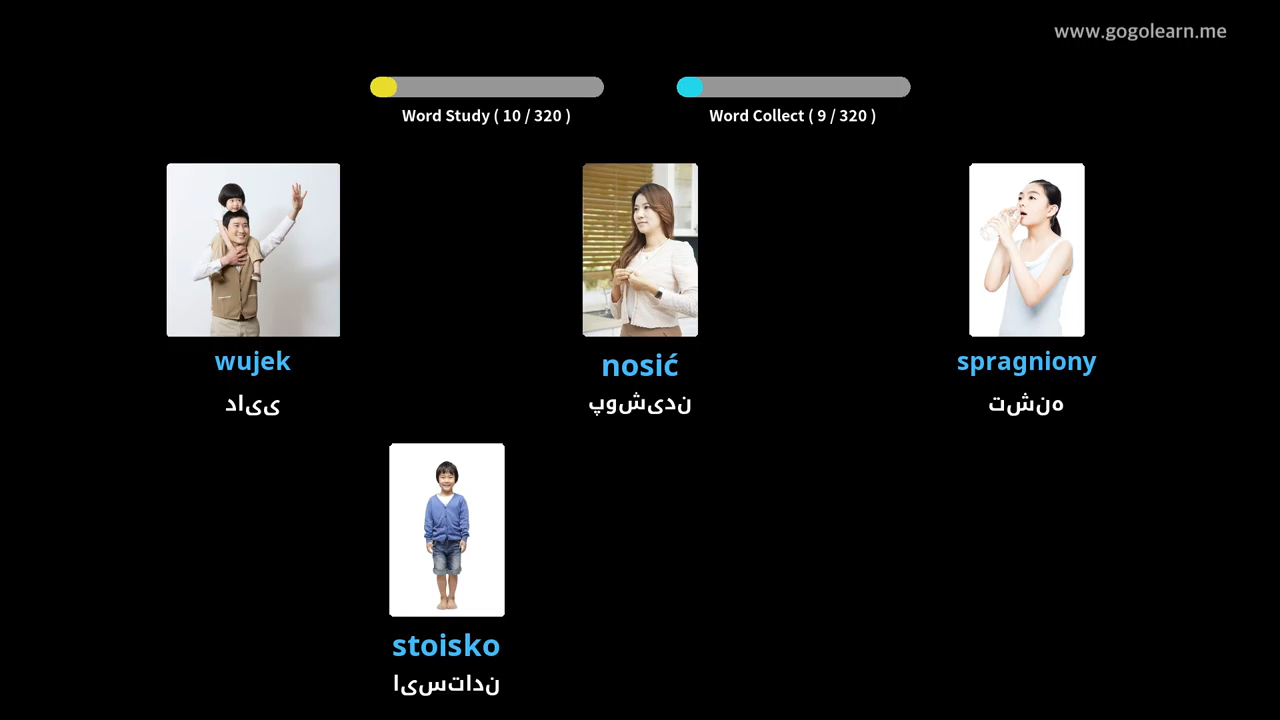 www.gogolearn.me
Word Study ( 10 / 320 )
Word Collect ( 9 / 320 )
wujek
دایی
nosić
پوشیدن
spragniony
تشنه
stoisko
ایستادن